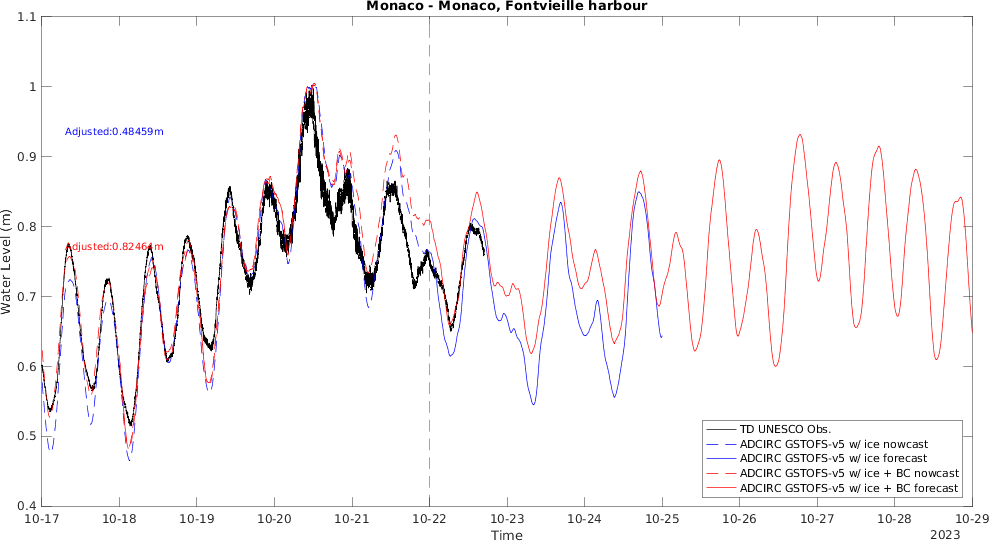 Monaco - Monaco, Fontvieille harbour
1.1
1
0.9
0.8
0.7
0.6
0.5
0.4
Water Level (m)
Adjusted:0.48459m
Adjusted:0.82464m
TD UNESCO Obs.
ADCIRC GSTOFS-v5 w/ ice nowcast
ADCIRC GSTOFS-v5 w/ ice forecast
ADCIRC GSTOFS-v5 w/ ice + BC nowcast
ADCIRC GSTOFS-v5 w/ ice + BC forecast
10-17 10-18 10-19 10-20 10-21 10-22 10-23 10-24 10-25 10-26 10-27 10-28 10-29
Time
2023